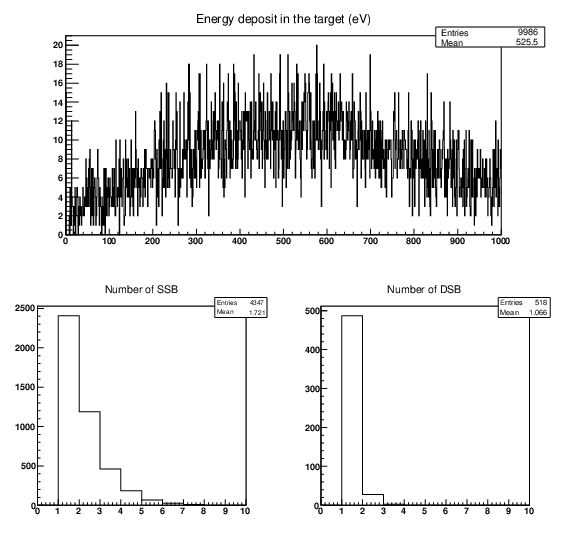 Energy deposit in the target (eV)
Entries 9986
Mean 525.5
20
18
16
14
12
10
8
6
4
2
0
0 100 200 300 400 500 600 700 800 900 1000
Number of SSB
Entries 4347
Mean 1.721
2500
2000
1500
1000
500
0
0 1 2 3 4 5 6 7 8 9 10
Number of DSB
Entries 518
Mean 1.066
500
400
300
200
100
0
0 1 2 3 4 5 6 7 8 9 10